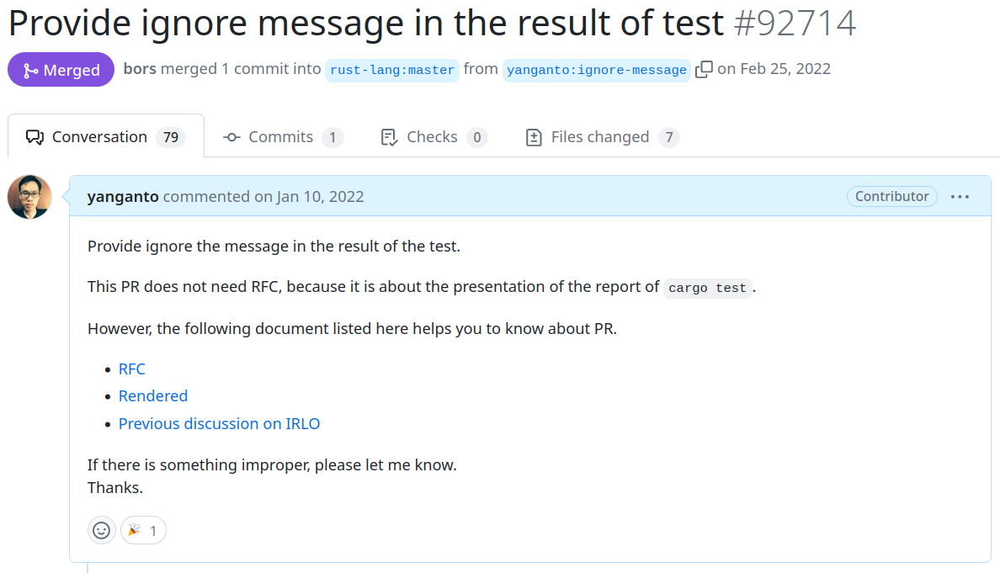 Provide ignore message in the result of test #92714
Merged bors merged 1 commit into rust-lang:master from yanganto:ignore-message on Feb 25, 2022
Conversation 79 Commits 1 Checks 0 Files changed 7
yanganto commented on Jan 10, 2022 Contributor ...
Provide ignore the message in the result of the test.
This PR does not need RFC, because it is about the presentation of the report of cargo test.
However, the following document listed here helps you to know about PR.
• RFC
• Rendered
• Previous discussion on IRLO
If there is something improper, please let me know.
Thanks.
1